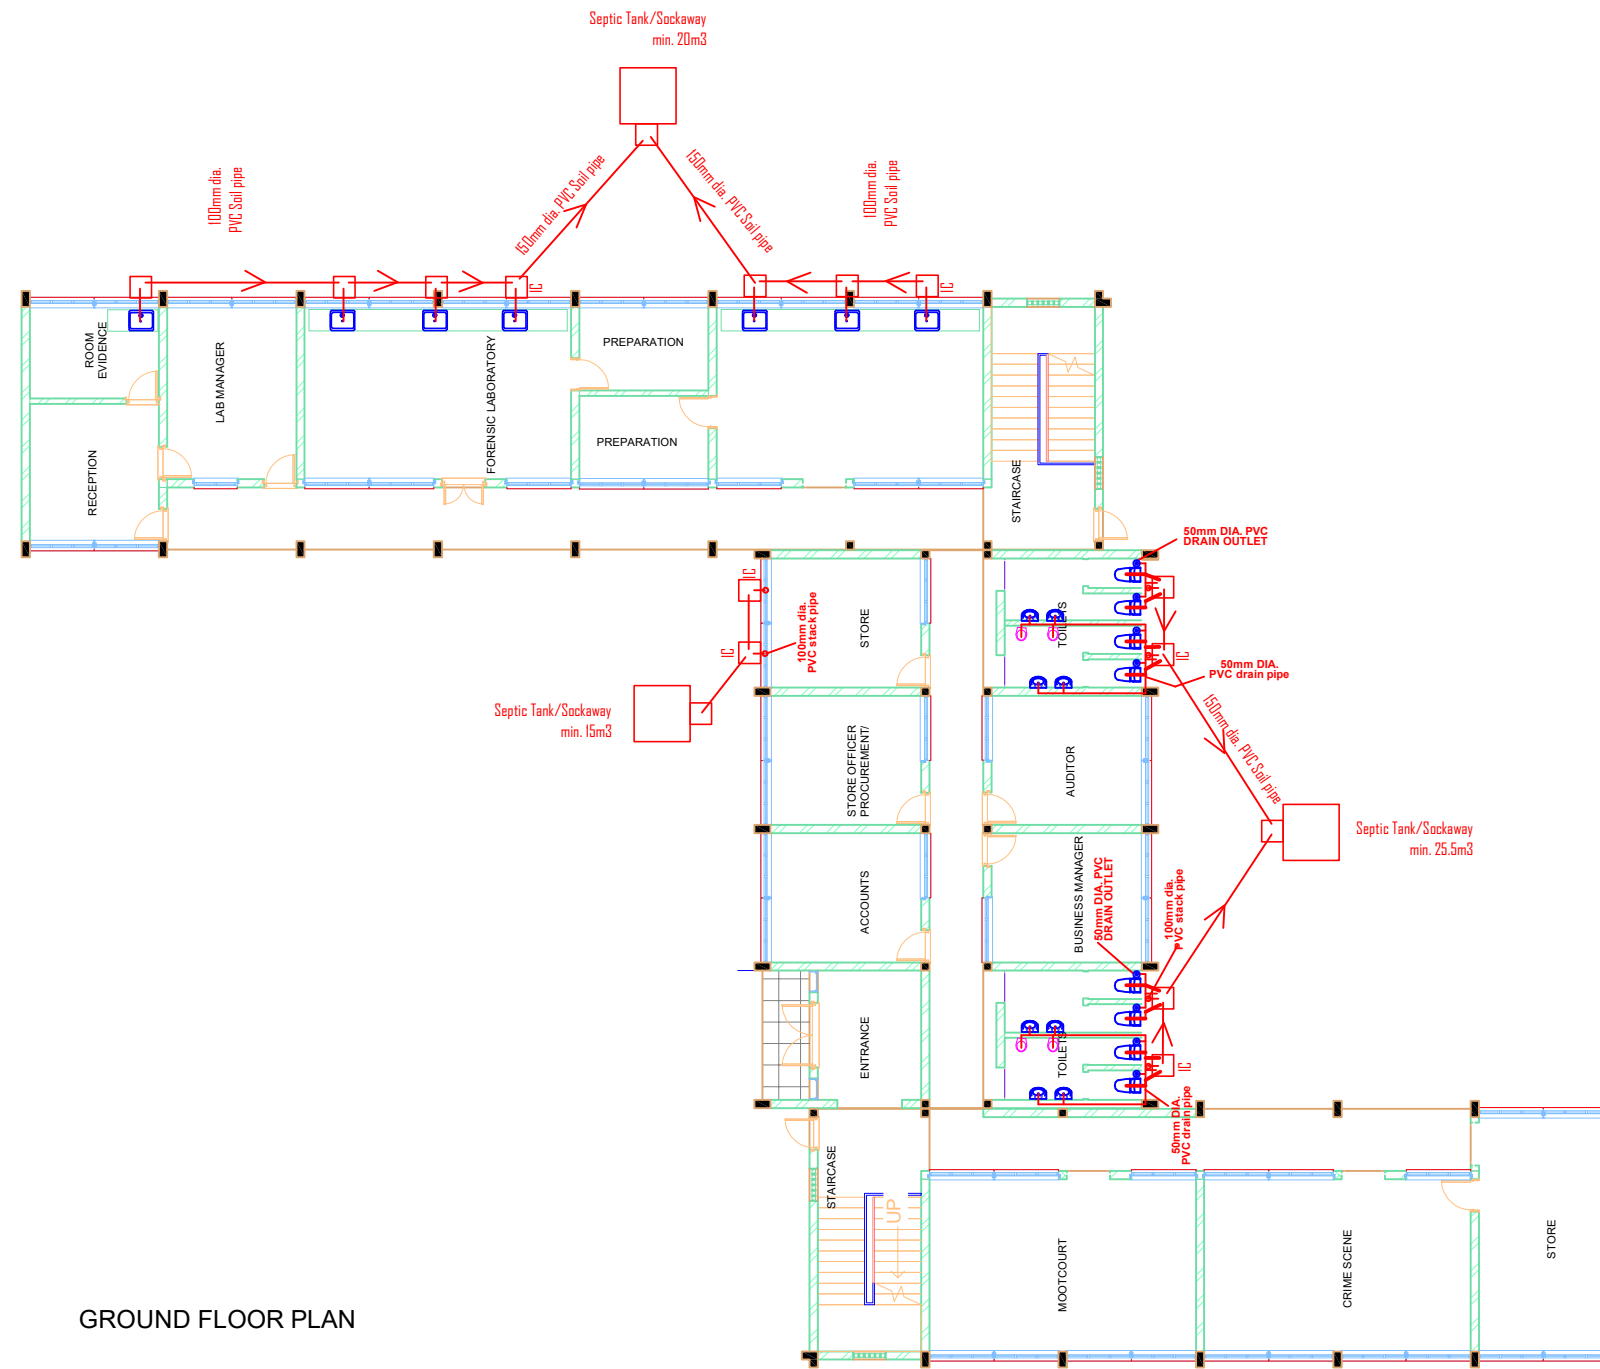 Septic Tank/Sockaway
min. 20m3
100mm dia.
PVC Soil pipe
150mm dia. PVC Soil pipe
150mm dia. PVC Soil pipe
100mm dia.
PVC Soil pipe
IC
IC
ROOM
EVIDENCE
LAB MANAGER
FORENSIC LABORATORY
PREPARATION
PREPARATION
RECEPTION
STAIRCASE
50mm DIA. PVC
DRAIN OUTLET
IC
IC
100mm dia.
PVC stack pipe
STORE
TOILETS
IC
50mm DIA.
PVC drain pipe
Septic Tank/Sockaway
min. 15m3
150mm dia. PVC Soil pipe
STORE OFFICER
PROCUREMENT/
AUDITOR
Septic Tank/Sockaway
min. 25.5m3
ACCOUNTS
BUSINESS MANAGER
50mm DIA. PVC
DRAIN OUTLET
100mm dia.
PVC stack pipe
ENTRANCE
TOILETS
IC
50mm DIA.
PVC drain pipe
STAIRCASE
UP
MOOTCOURT
CRIME SCENE
STORE
GROUND FLOOR PLAN